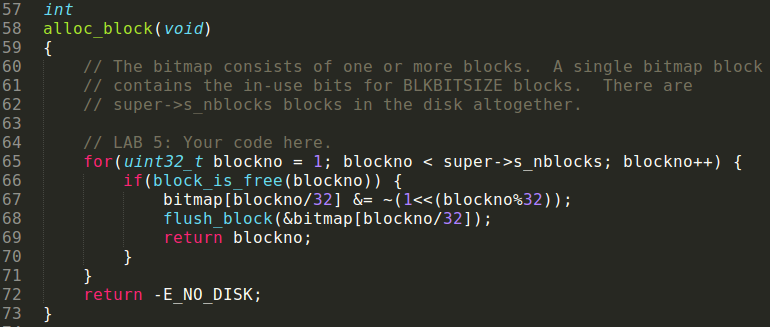 57 int
58 alloc_block(void)
59 {
60     // The bitmap consists of one or more blocks.  A single bitmap block
61     // contains the in-use bits for BLKBITSIZE blocks.  There are
62     // super->s_nblocks blocks in the disk altogether.
63
64     // LAB 5: Your code here.
65     for(uint32_t blockno = 1; blockno < super->s_nblocks; blockno++) {
66         if(block_is_free(blockno)) {
67             bitmap[blockno/32] &= ~(1<<(blockno%32));
68             flush_block(&bitmap[blockno/32]);
69             return blockno;
70         }
71     }
72     return -E_NO_DISK;
73 }